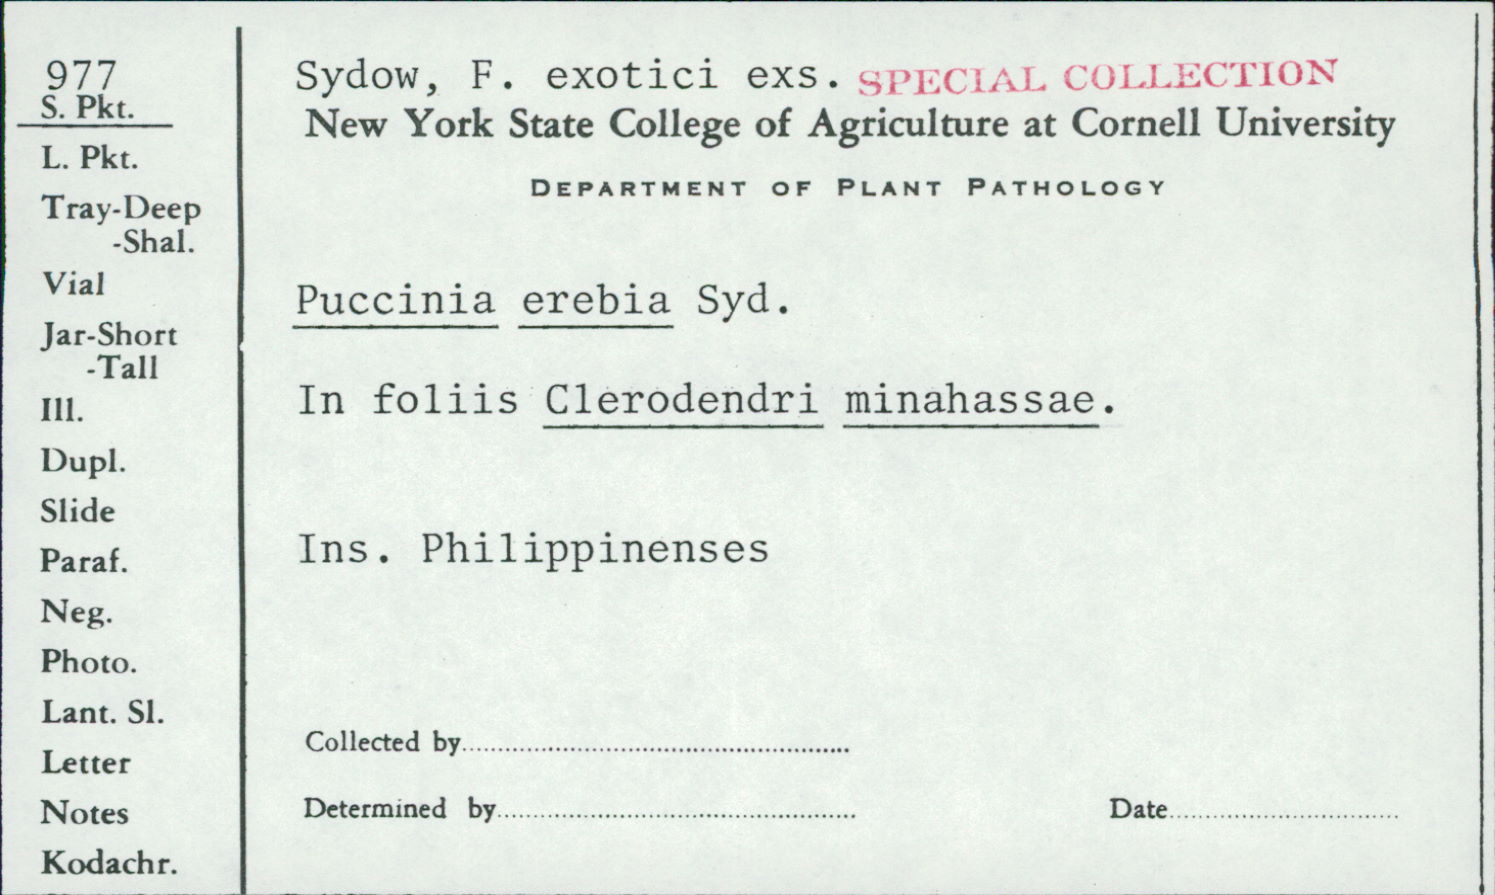 977
S. Pkt.
L. Pkt.
Tray-Deep
-Shal.
Vial
Jar-Short
-Tall
Ill.
Dupl.
Slide
Paraf.
Neg.
Photo.
Lant. Sl.
Letter
Notes
Kodachr.
Sydow, F. exotici exs. SPECIAL COLLECTION
New York State College of Agriculture at Cornell University
DEPARTMENT OF PLANT PATHOLOGY
Puccinia erebia Syd.
In foliis Clerodendri minahassae.
Ins. Philippinenses
Collected by
Determined by
Date